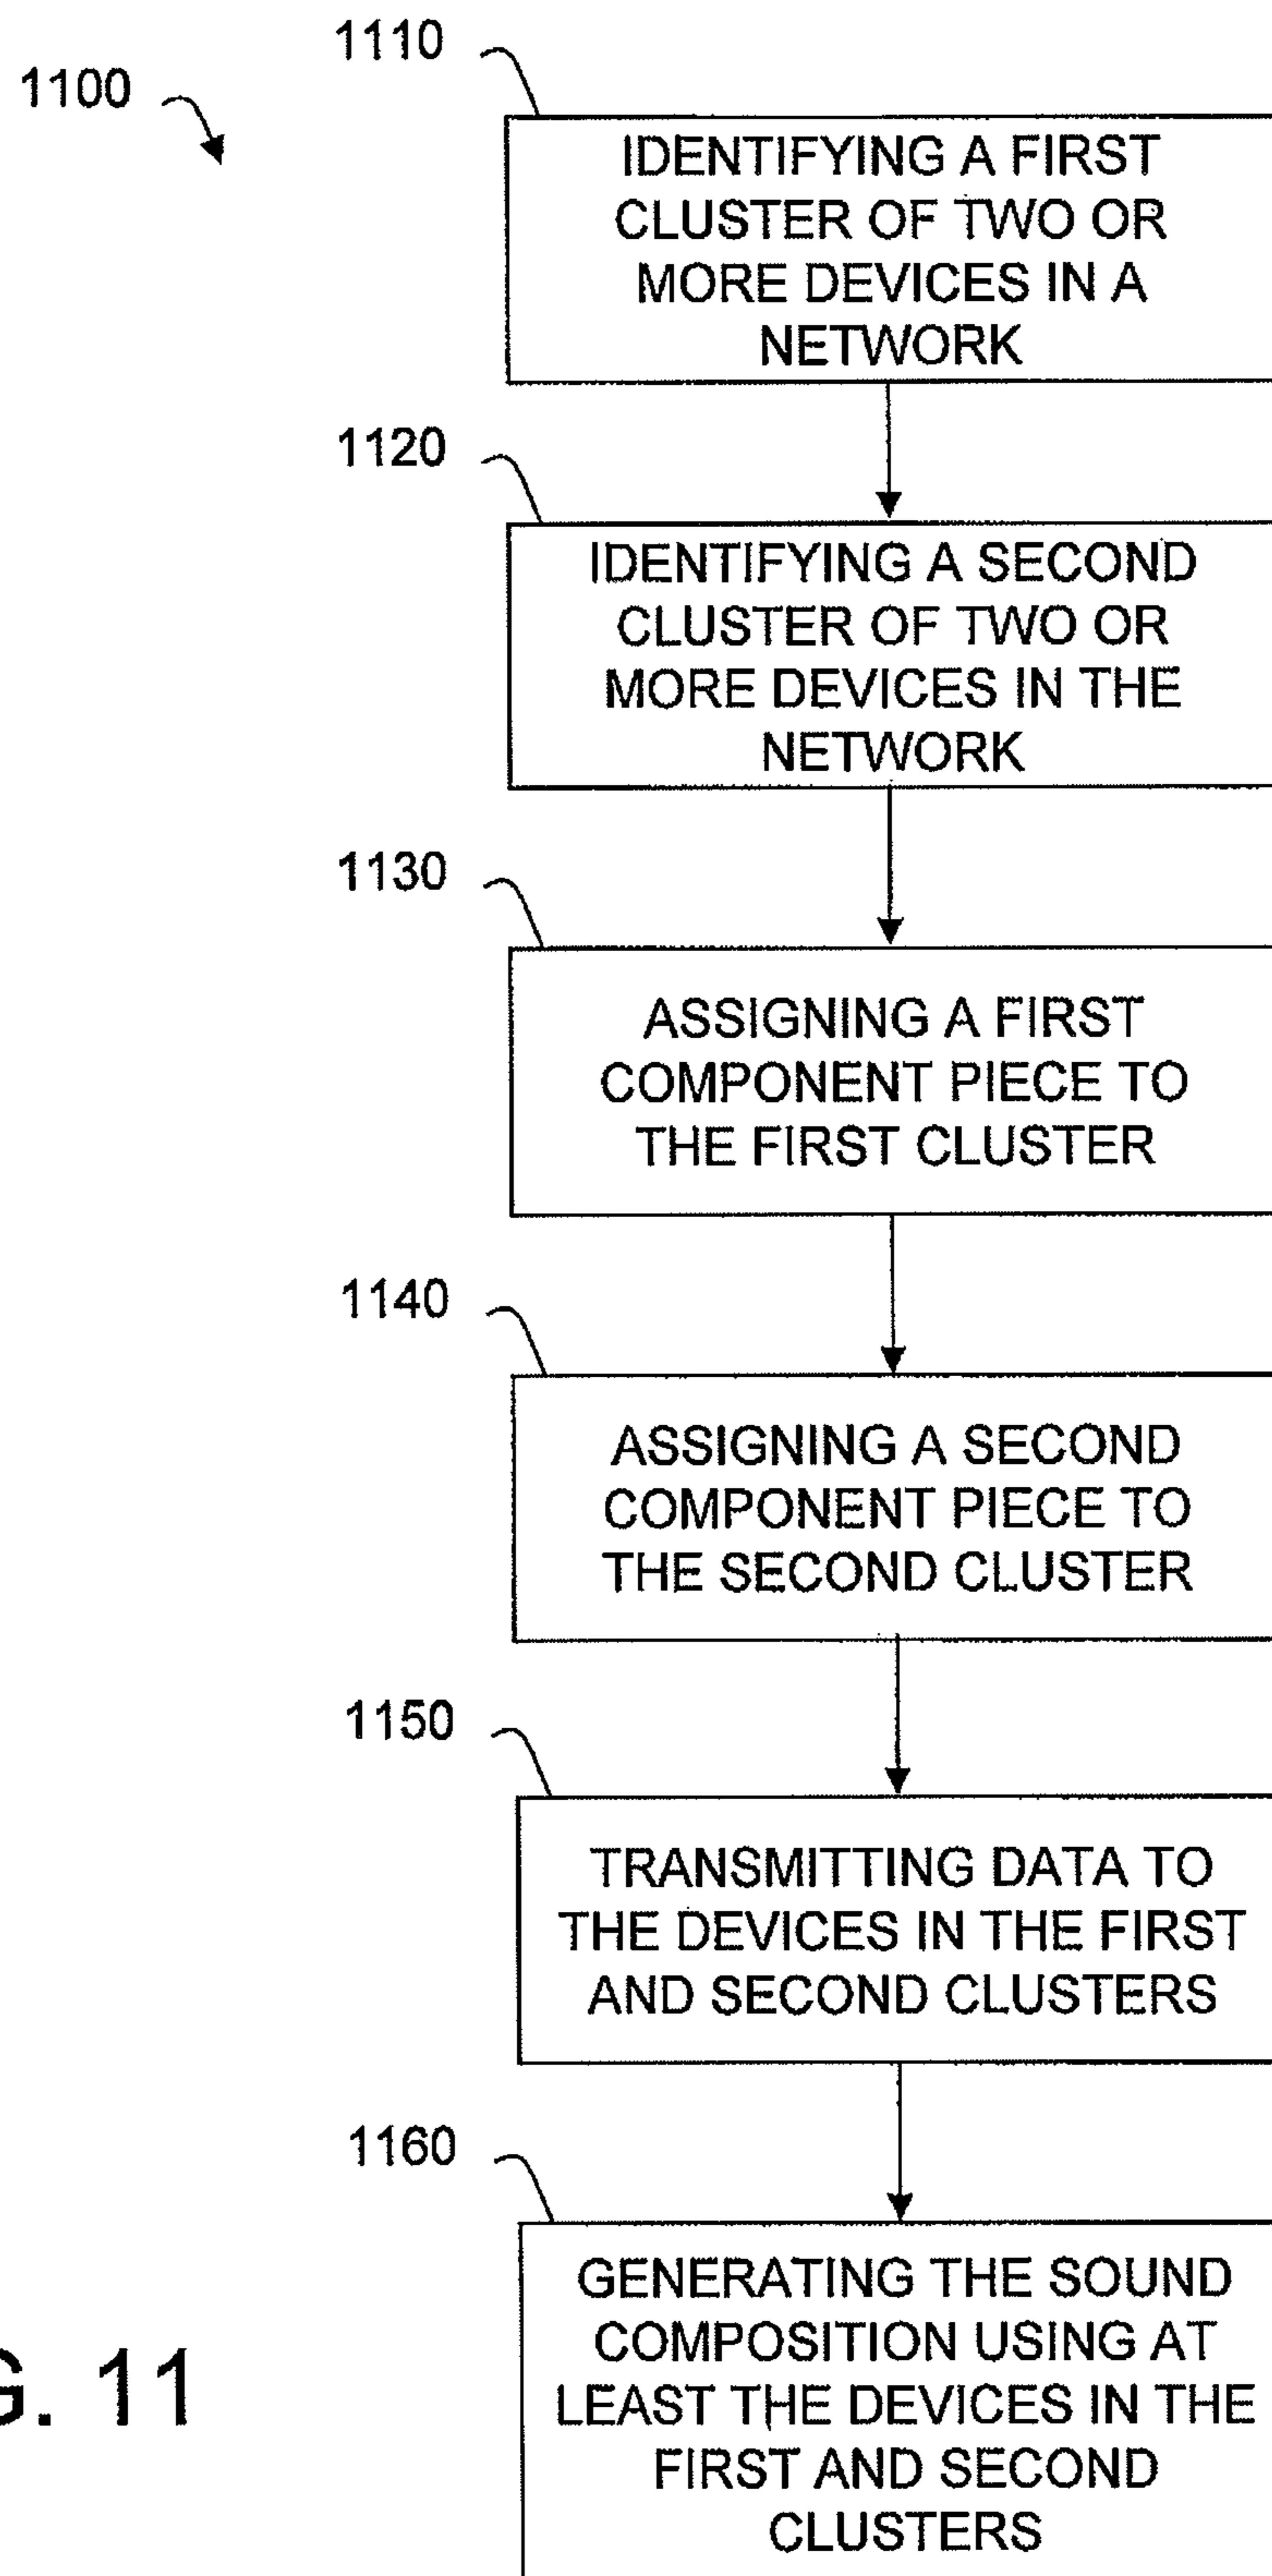 1100
1110
IDENTIFYING A FIRST
CLUSTER OF TWO OR
MORE DEVICES IN A
NETWORK
1120
IDENTIFYING A SECOND
CLUSTER OF TWO OR
MORE DEVICES IN THE
NETWORK
1130
ASSIGNING A FIRST
COMPONENT PIECE TO
THE FIRST CLUSTER
1140
ASSIGNING A SECOND
COMPONENT PIECE TO
THE SECOND CLUSTER
1150
TRANSMITTING DATA TO
THE DEVICES IN THE FIRST
AND SECOND CLUSTERS
1160
GENERATING THE SOUND
COMPOSITION USING AT
LEAST THE DEVICES IN THE
FIRST AND SECOND
CLUSTERS
G. 11